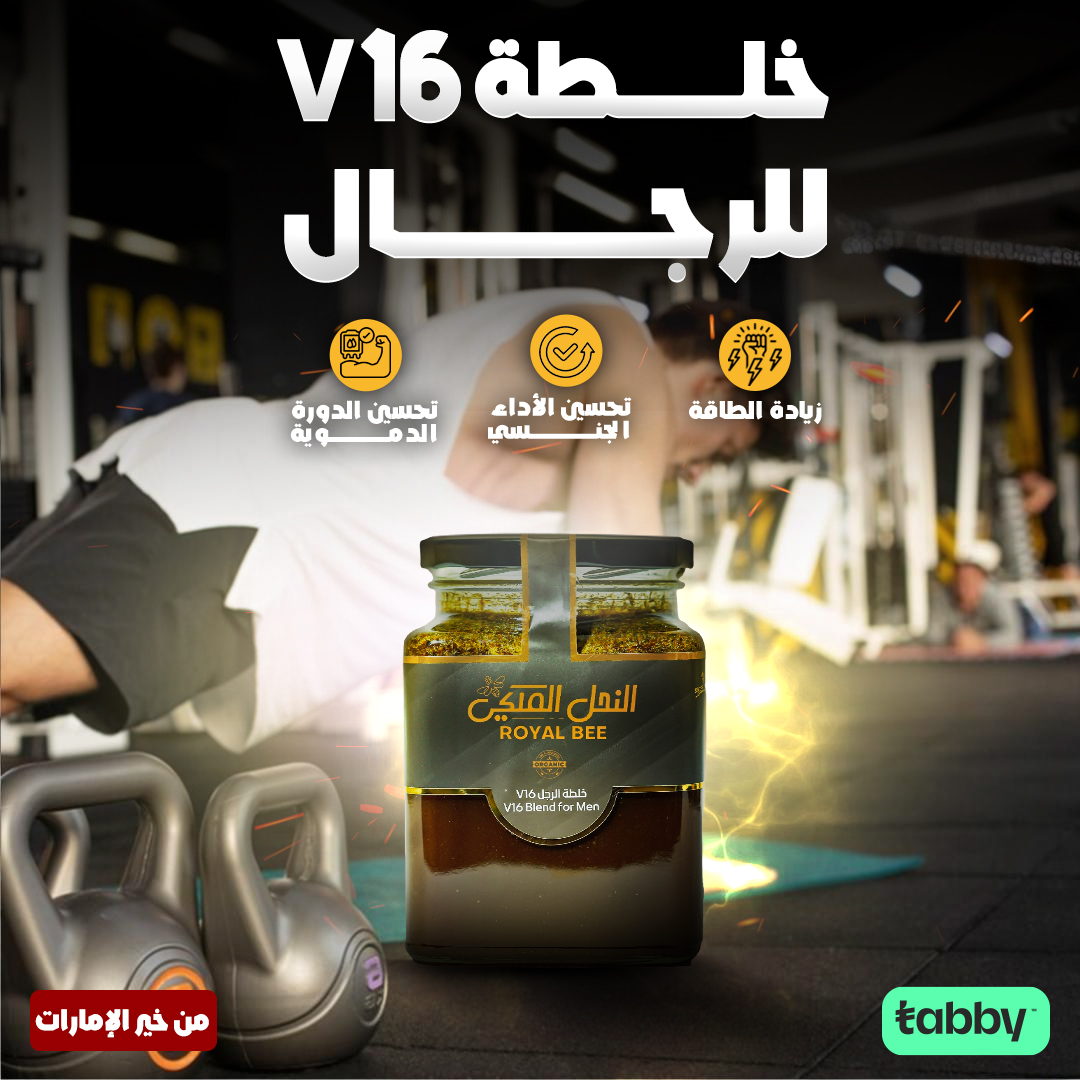 خلطة V16
للرجال
زيادة الطاقة
تحسين الأداء
الجنسي
تحسين الدورة
الدموية
النحل الملكي
ROYAL BEE
ORGANIC
خلطة الرجل V16
V16 Blend for Men
من خير الإمارات
tabby